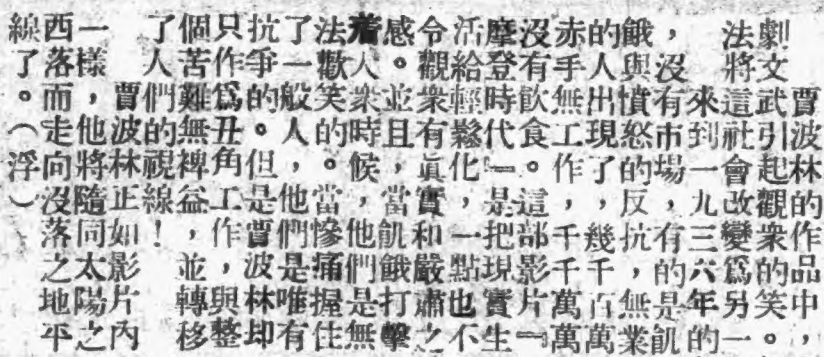 賈波林的作品中，
劇文武引起觀衆的笑。
法將這社會改變爲另一
來到一九三六年的
，沒有市場，有的是飢
餓與憤怒的反抗，無業
的人出現了，幾千百萬
赤手無工作，千千萬萬
沒有飲食。這部影片『
摩登時代』是把現實生
活給輕鬆化，一點也不
令觀衆有眞實和嚴肅之
感。並且，當飢餓打擊
着人衆時候，他們是無
法歡笑的。當慘痛握住
了一般人，他們是唯有
抗爭的。但是賈波林却
只作爲丑角工作，與整
個苦難無裨益，並轉移
了人們的視線！
賈波林正如影片內
一樣，他將隨同太陽之
西落而走向沒落之地平
線了。（浮）